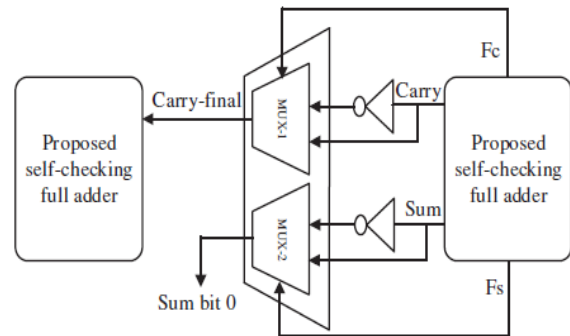 Fc
Carry-final
Carry
Proposed
self-checking
full adder
MUX-1
Proposed
self-checking
full adder
Sum
MUX-2
Sum bit 0
Fs